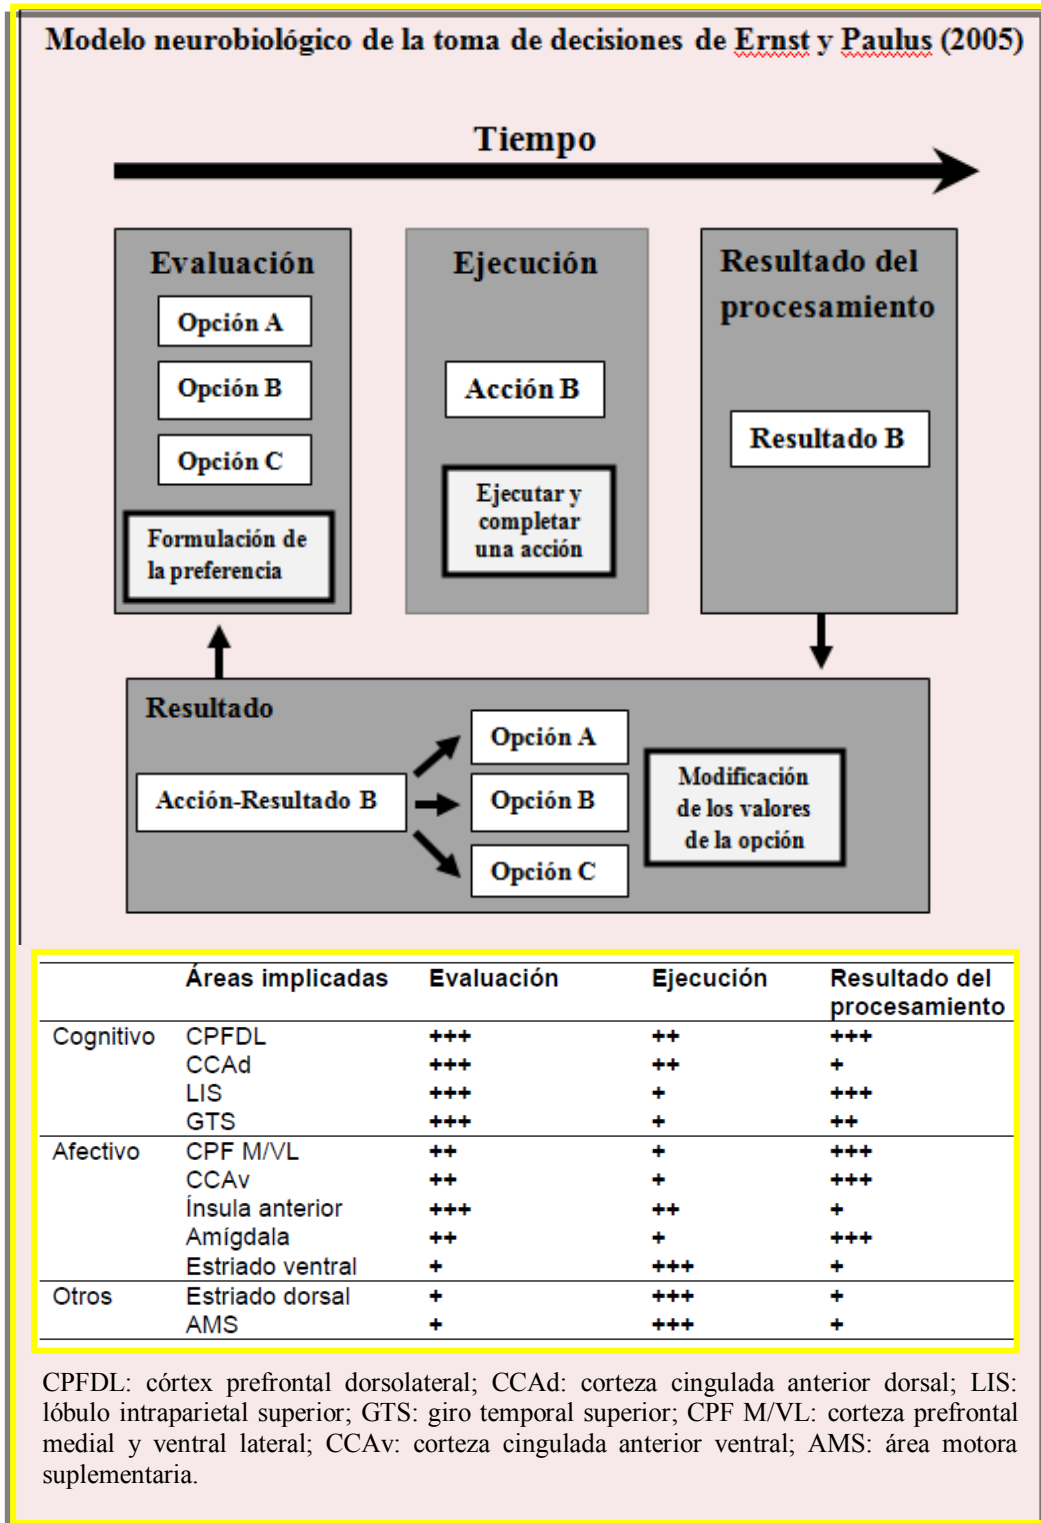 Modelo neurobiológico de la toma de decisiones de Ernst y Paulus (2005)
Tiempo
Evaluación
Opción A
Opción B
Opción C
Formulación de
la preferencia
Ejecución
Acción B
Ejecutar y
completar
una acción
Resultado del
procesamiento
Resultado B
Resultado
Acción-Resultado B
Opción A
Opción B
Opción C
Modificación
de los valores
de la opción
Áreas implicadas Evaluación Ejecución Resultado del
procesamiento
Cognitivo CPFDL +++ ++ +++
CCAd +++ ++ +
LIS +++ + +++
GTS +++ + ++
Afectivo CPF M/VL ++ + +++
CCAv ++ + +++
Ínsula anterior +++ ++ +
Amígdala ++ + +++
Estriado ventral + +++ +
Otros Estriado dorsal + +++ +
AMS + +++ +
CPFDL: córtex prefrontal dorsolateral; CCAd: corteza cingulada anterior dorsal; LIS:
lóbulo intraparietal superior; GTS: giro temporal superior; CPF M/VL: corteza prefrontal
medial y ventral lateral; CCAv: corteza cingulada anterior ventral; AMS: área motora
suplementaria.